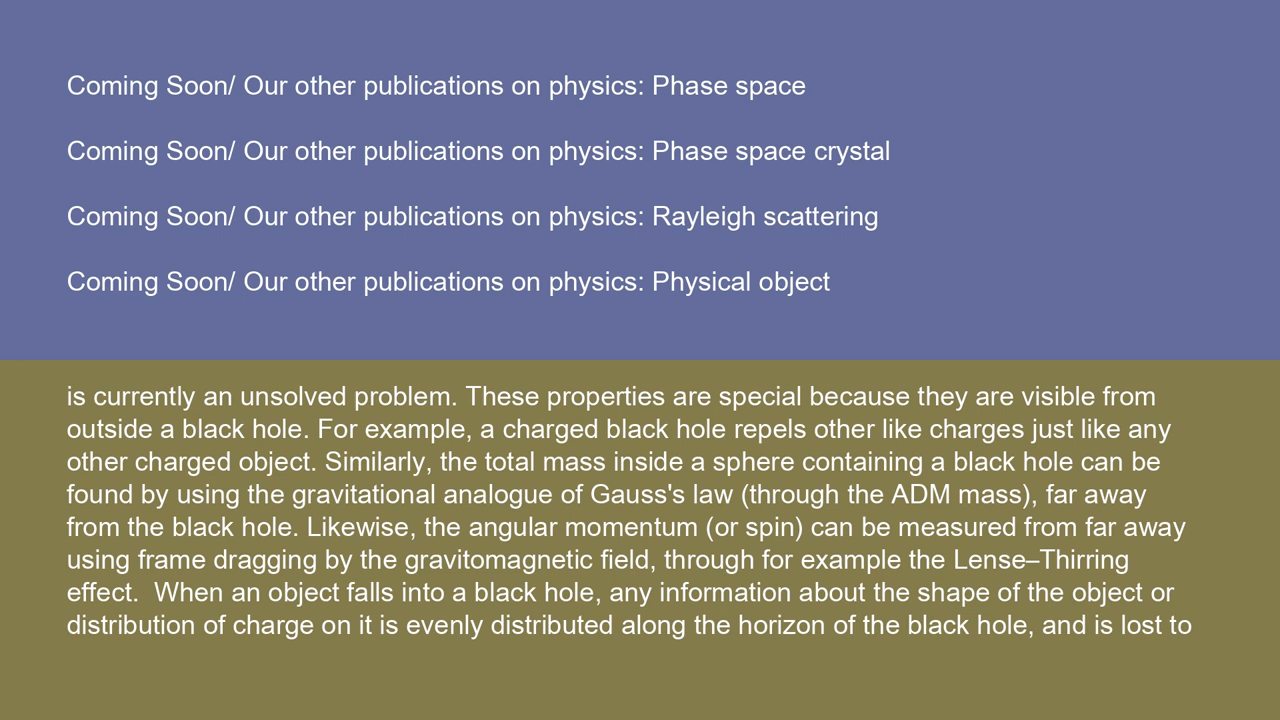 Coming Soon/ Our other publications on physics: Phase space
Coming Soon/ Our other publications on physics: Phase space crystal
Coming Soon/ Our other publications on physics: Rayleigh scattering
Coming Soon/ Our other publications on physics: Physical object
is currently an unsolved problem. These properties are special because they are visible from
outside a black hole. For example, a charged black hole repels other like charges just like any
other charged object. Similarly, the total mass inside a sphere containing a black hole can be
found by using the gravitational analogue of Gauss's law (through the ADM mass), far away
from the black hole. Likewise, the angular momentum (or spin) can be measured from far away
using frame dragging by the gravitomagnetic field, through for example the Lense–Thirring
effect.  When an object falls into a black hole, any information about the shape of the object or
distribution of charge on it is evenly distributed along the horizon of the black hole, and is lost to